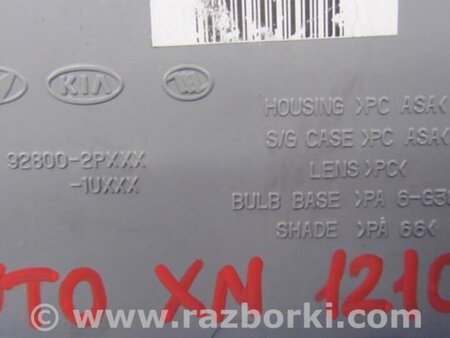 KIA
HOUSING >PC ASA<
92800-2PXXX
S/G CASE >PC ASA<
-1UXXX
LENS >PC<
BULB BASE >PA 6-G30
SHADE >PA 66<
UTO XN 1210
www.razborki.com